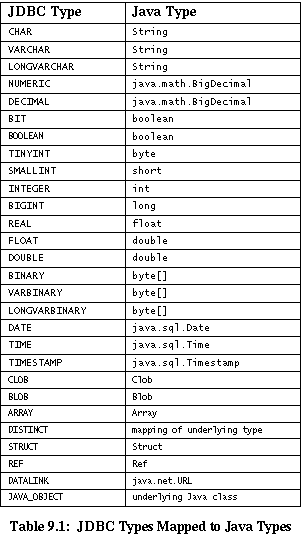 JDBC Type Java Type
CHAR String
VARCHAR String
LONGVARCHAR String
NUMERIC java.math.BigDecimal
DECIMAL java.math.BigDecimal
BIT boolean
BOOLEAN boolean
TINYINT byte
SMALLINT short
INTEGER int
BIGINT long
REAL float
FLOAT double
DOUBLE double
BINARY byte[]
VARBINARY byte[]
LONGVARBINARY byte[]
DATE java.sql.Date
TIME java.sql.Time
TIMESTAMP java.sql.Timestamp
CLOB Clob
BLOB Blob
ARRAY Array
DISTINCT mapping of underlying type
STRUCT Struct
REF Ref
DATALINK java.net.URL
JAVA_OBJECT underlying Java class
Table 9.1: JDBC Types Mapped to Java Types